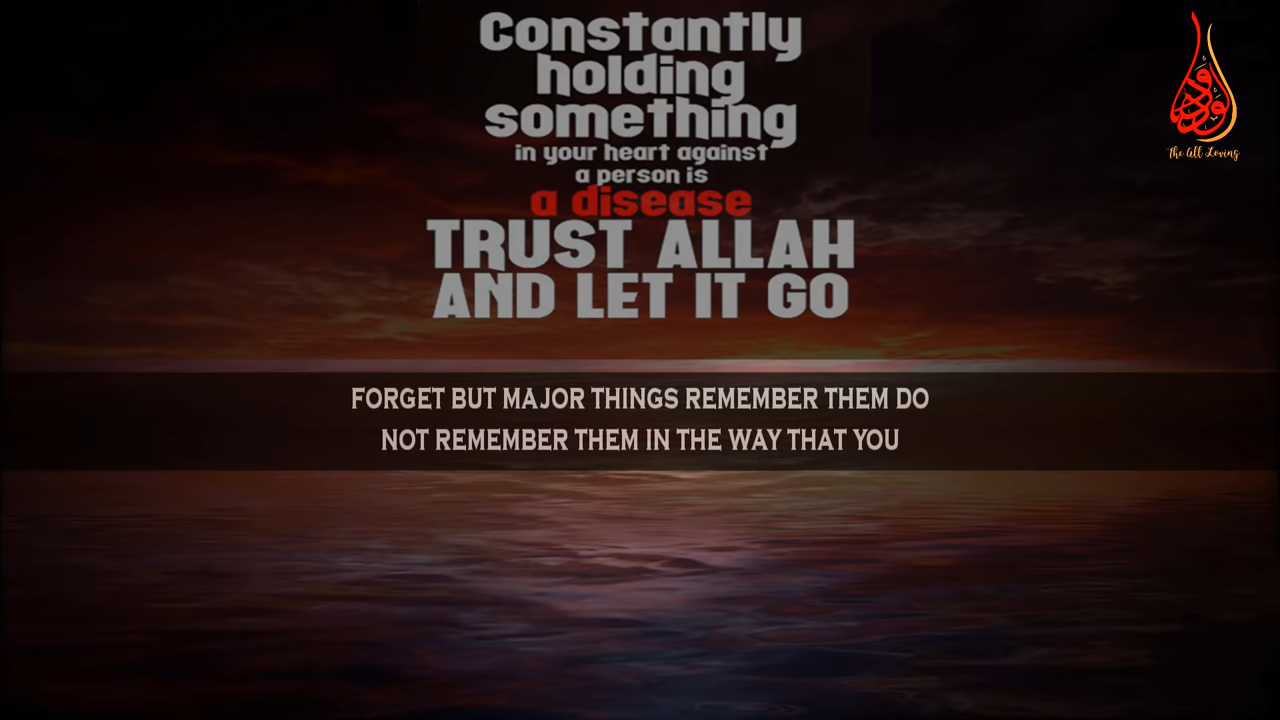 Constantly
holding
something
in your heart against
a person is
a disease
TRUST ALLAH
AND LET IT GO
FORGET BUT MAJOR THINGS REMEMBER THEM DO
NOT REMEMBER THEM IN THE WAY THAT YOU
الودود
The All Loving